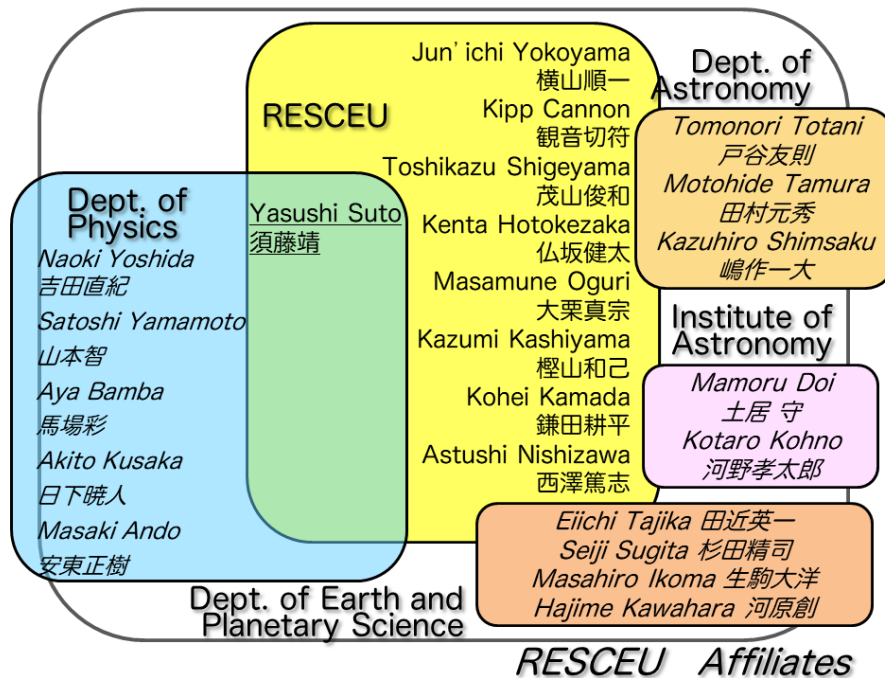 RESCEU
Jun'ichi Yokoyama
横山順一
Kipp Cannon
観音切符
Toshikazu Shigeyama
茂山俊和
Kenta Hotokezaka
仏坂健太
Masamune Oguri
大栗真宗
Kazumi Kashiyama
樫山和己
Kohei Kamada
鎌田耕平
Astushi Nishizawa
西澤篤志
Dept. of
Astronomy
Tomonori Totani
戸谷友則
Motohide Tamura
田村元秀
Kazuhiro Shimsaku
嶋作一大
Dept. of
Physics
Naoki Yoshida
吉田直紀
Satoshi Yamamoto
山本智
Aya Bamba
馬場彩
Akito Kusaka
日下暁人
Masaki Ando
安東正樹
Yasushi Suto
須藤靖
Institute of
Astronomy
Mamoru Doi
土居 守
Kotaro Kohno
河野孝太郎
Dept. of Earth and
Planetary Science
Eiichi Tajika 田近英一
Seiji Sugita 杉田精司
Masahiro Ikoma 生駒大洋
Hajime Kawahara 河原創
RESCEU Affiliates